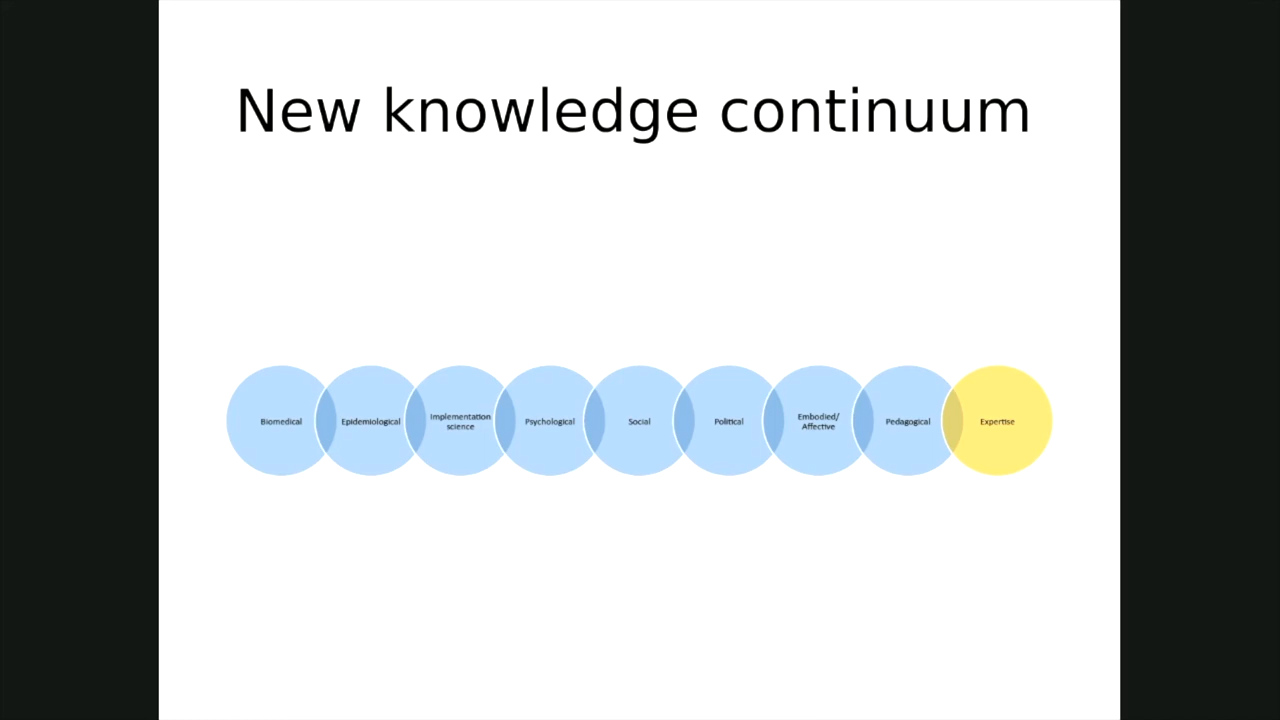 New knowledge continuum
Biomedical
Epidemiological
Implementation
science
Psychological
Social
Political
Embodied/
Affective
Pedagogical
Expertise